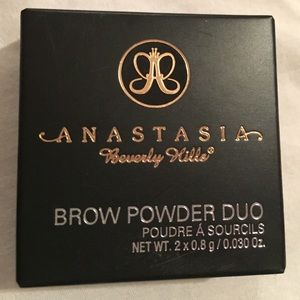 ANASTASIA
Beverly Hills®
BROW POWDER DUO
POUDRE Á SOURCILS
NET WT. 2 x 0.8 g / 0.030 Oz.